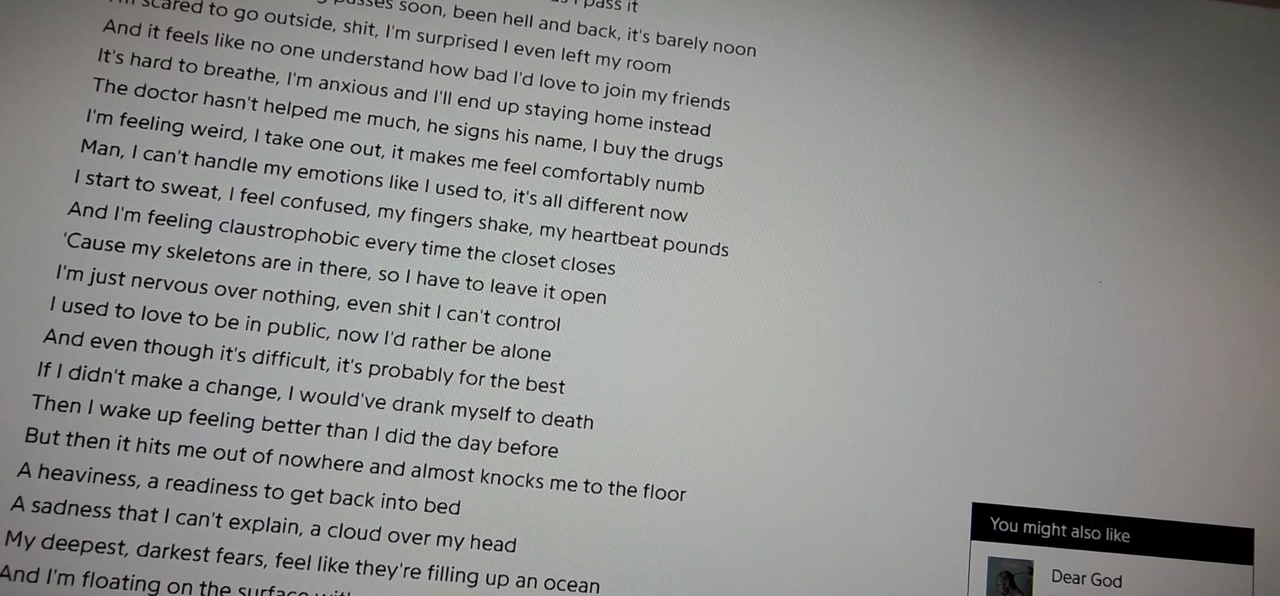 I pass it
passes soon, been hell and back, it's barely noon
scared to go outside, shit, I'm surprised I even left my room
And it feels like no one understand how bad I'd love to join my friends
It's hard to breathe, I'm anxious and I'll end up staying home instead
The doctor hasn't helped me much, he signs his name, I buy the drugs
I'm feeling weird, I take one out, it makes me feel comfortably numb
Man, I can't handle my emotions like I used to, it's all different now
I start to sweat, I feel confused, my fingers shake, my heartbeat pounds
And I'm feeling claustrophobic every time the closet closes
'Cause my skeletons are in there, so I have to leave it open
I'm just nervous over nothing, even shit I can't control
I used to love to be in public, now I'd rather be alone
And even though it's difficult, it's probably for the best
If I didn't make a change, I would've drank myself to death
Then I wake up feeling better than I did the day before
But then it hits me out of nowhere and almost knocks me to the floor
A heaviness, a readiness to get back into bed
A sadness that I can't explain, a cloud over my head
My deepest, darkest fears, feel like they're filling up an ocean
And I'm floating on the surface
You might also like
Dear God